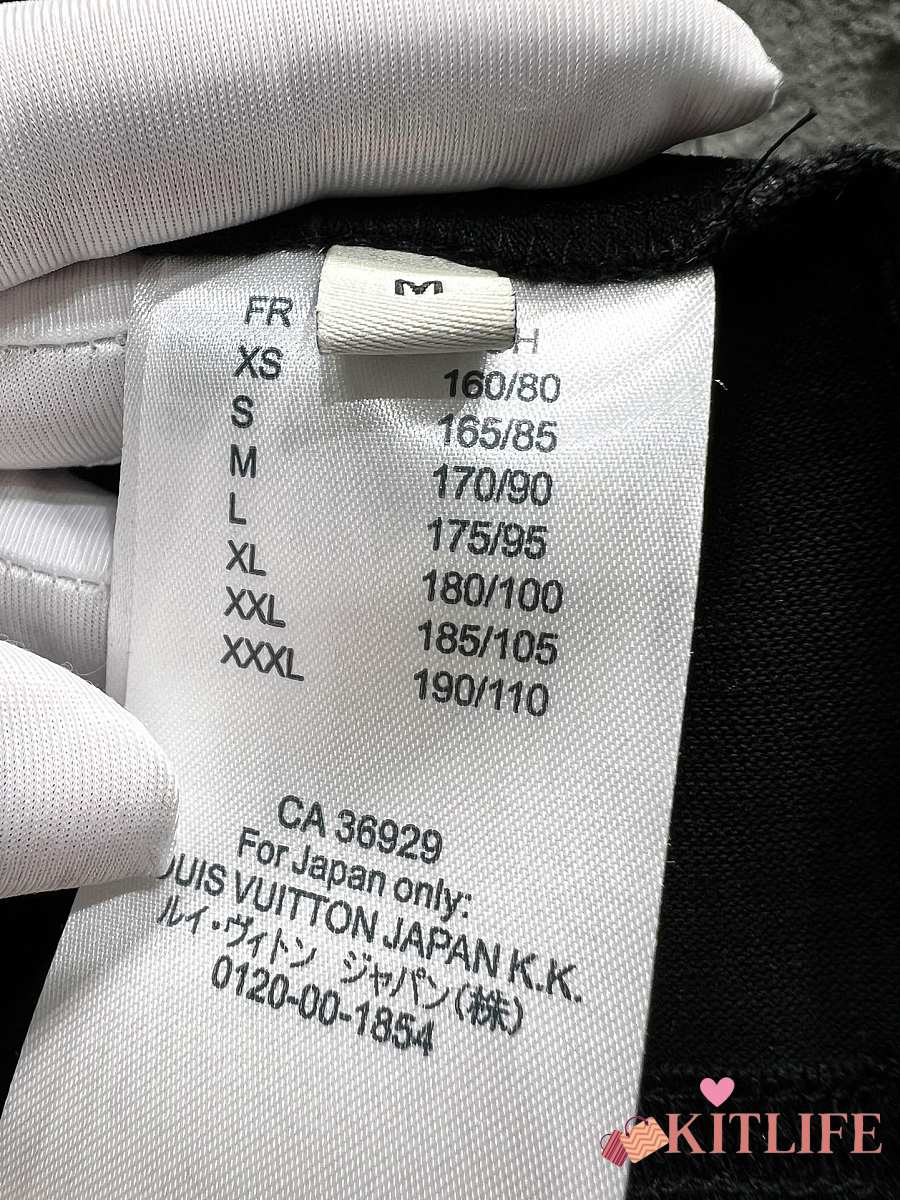 M
FR
XS 160/80
S 165/85
M 170/90
L 175/95
XL 180/100
XXL 185/105
XXXL 190/110
CA 36929
For Japan only:
OUIS VUITTON JAPAN K.K.
ルイ・ヴィトン ジャパン(株)
0120-00-1854
KITLIFE